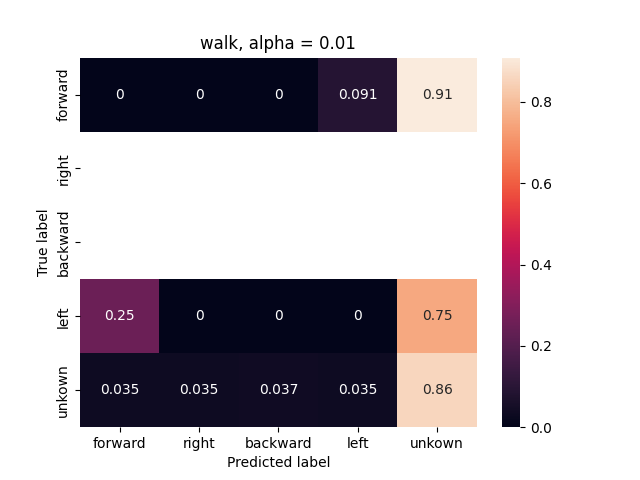 walk, alpha = 0.01
forward 0 0 0 0.091 0.91
right
backward
left 0.25 0 0 0 0.75
unkown 0.035 0.035 0.037 0.035 0.86
True label
forward right backward left unkown
Predicted label
0.8
0.6
0.4
0.2
0.0